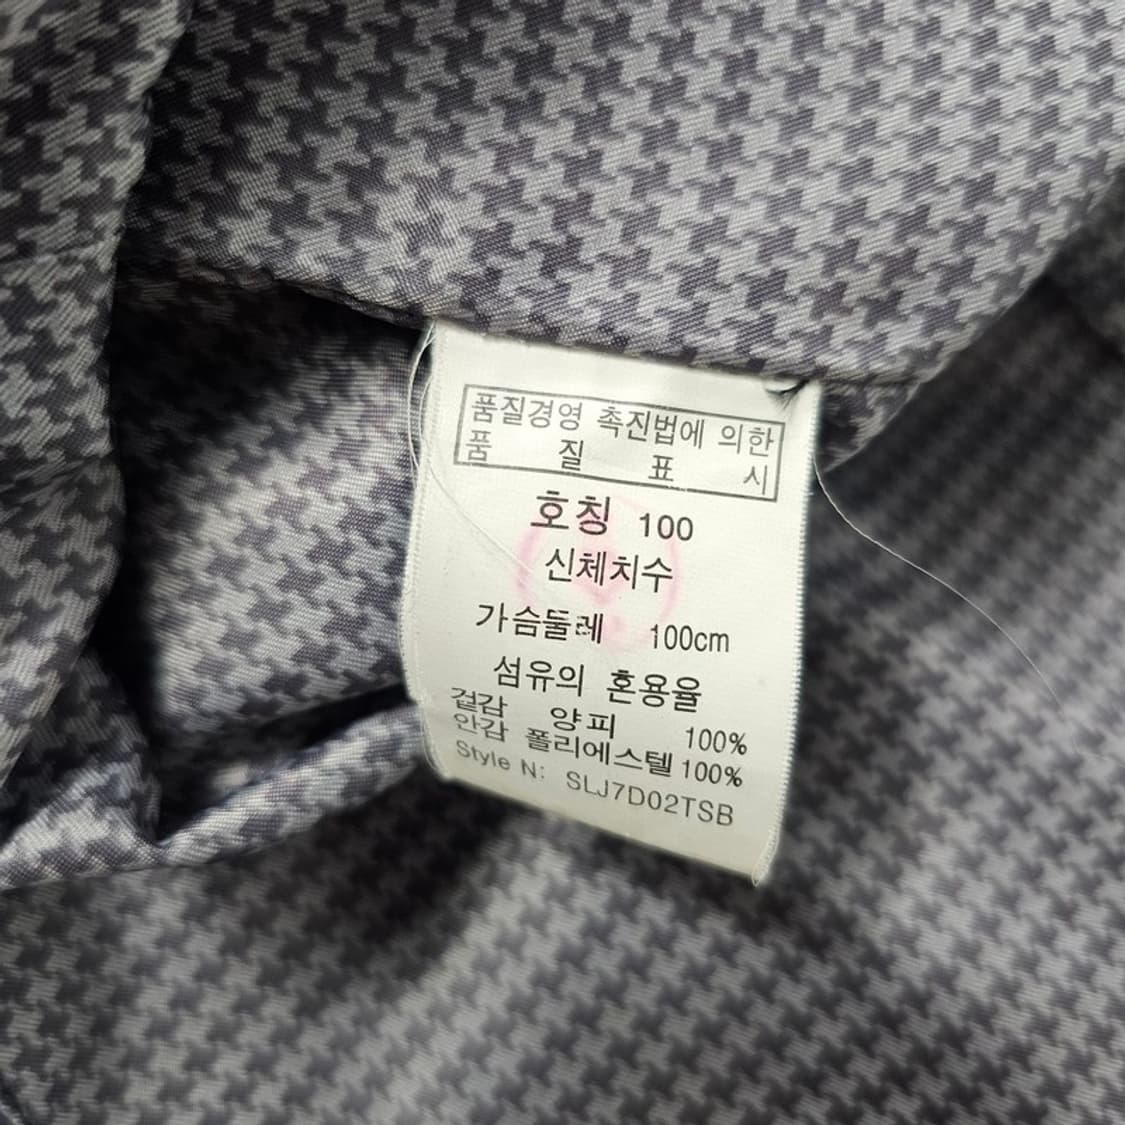 품질경영 촉진법에 의한
품 질 표 시
호칭 100
신체치수
가슴둘레 100cm
섬유의 혼용율
겉감 양피 100%
안감 폴리에스텔 100%
Style N: SLJ7D02TSB